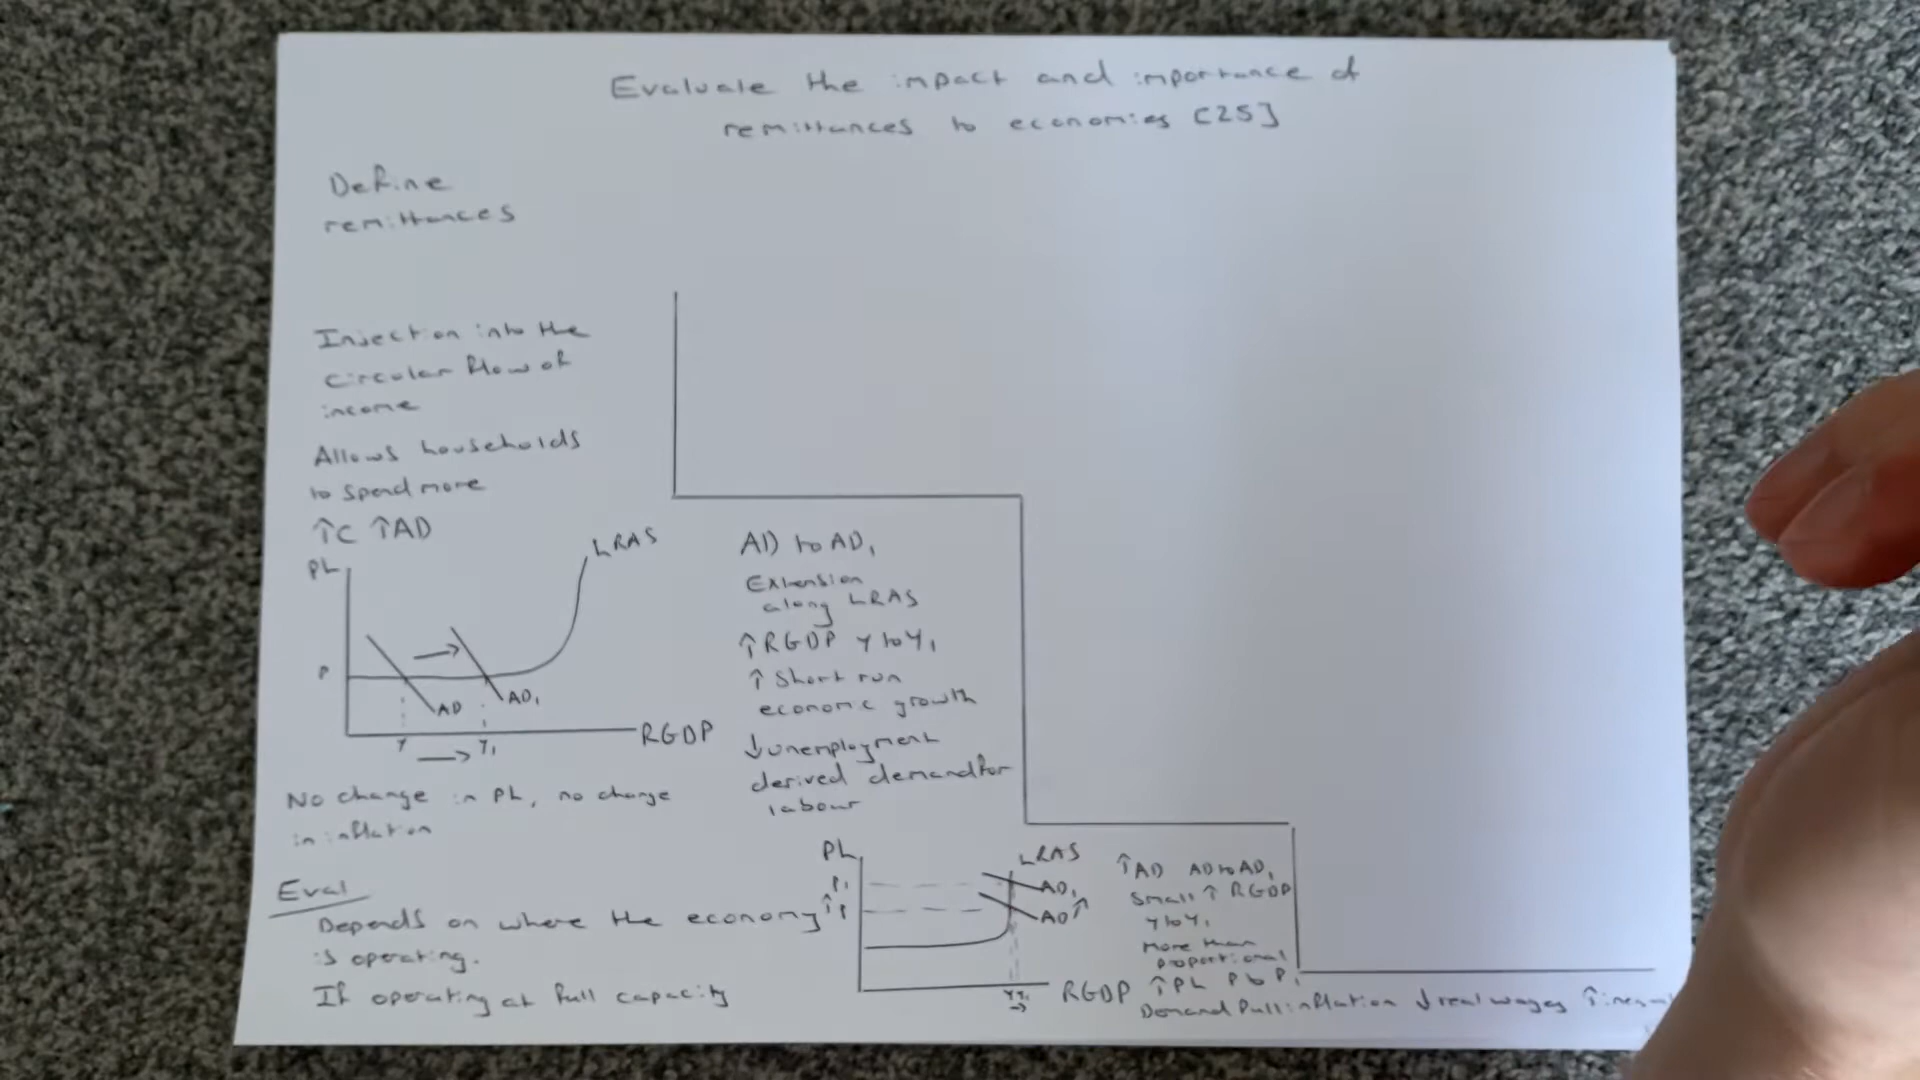 Evaluate the impact and importance of
remittances to economies [25]
Define
remittances
Injection into the
circular flow of
income
Allows households
to spend more
↑C ↑AD
PL
LRAS
P
AD
AD₁
Y
Y₁
RGDP
No change in PL, no change
in inflation
AD to AD₁
Extension
along LRAS
↑RGDP Y to Y₁
↑ Short run
economic growth
↓unemployment
derived demand for
labour
Eval
Depends on where the economy
is operating.
If operating at full capacity
PL
LRAS
P₁
↑P
AD₁
AD
Y Y₁
RGDP
↑AD AD to AD₁
Small ↑ RGDP
Y to Y₁
More than
proportional
↑PL P to P₁
Demand Pull inflation ↓real wages